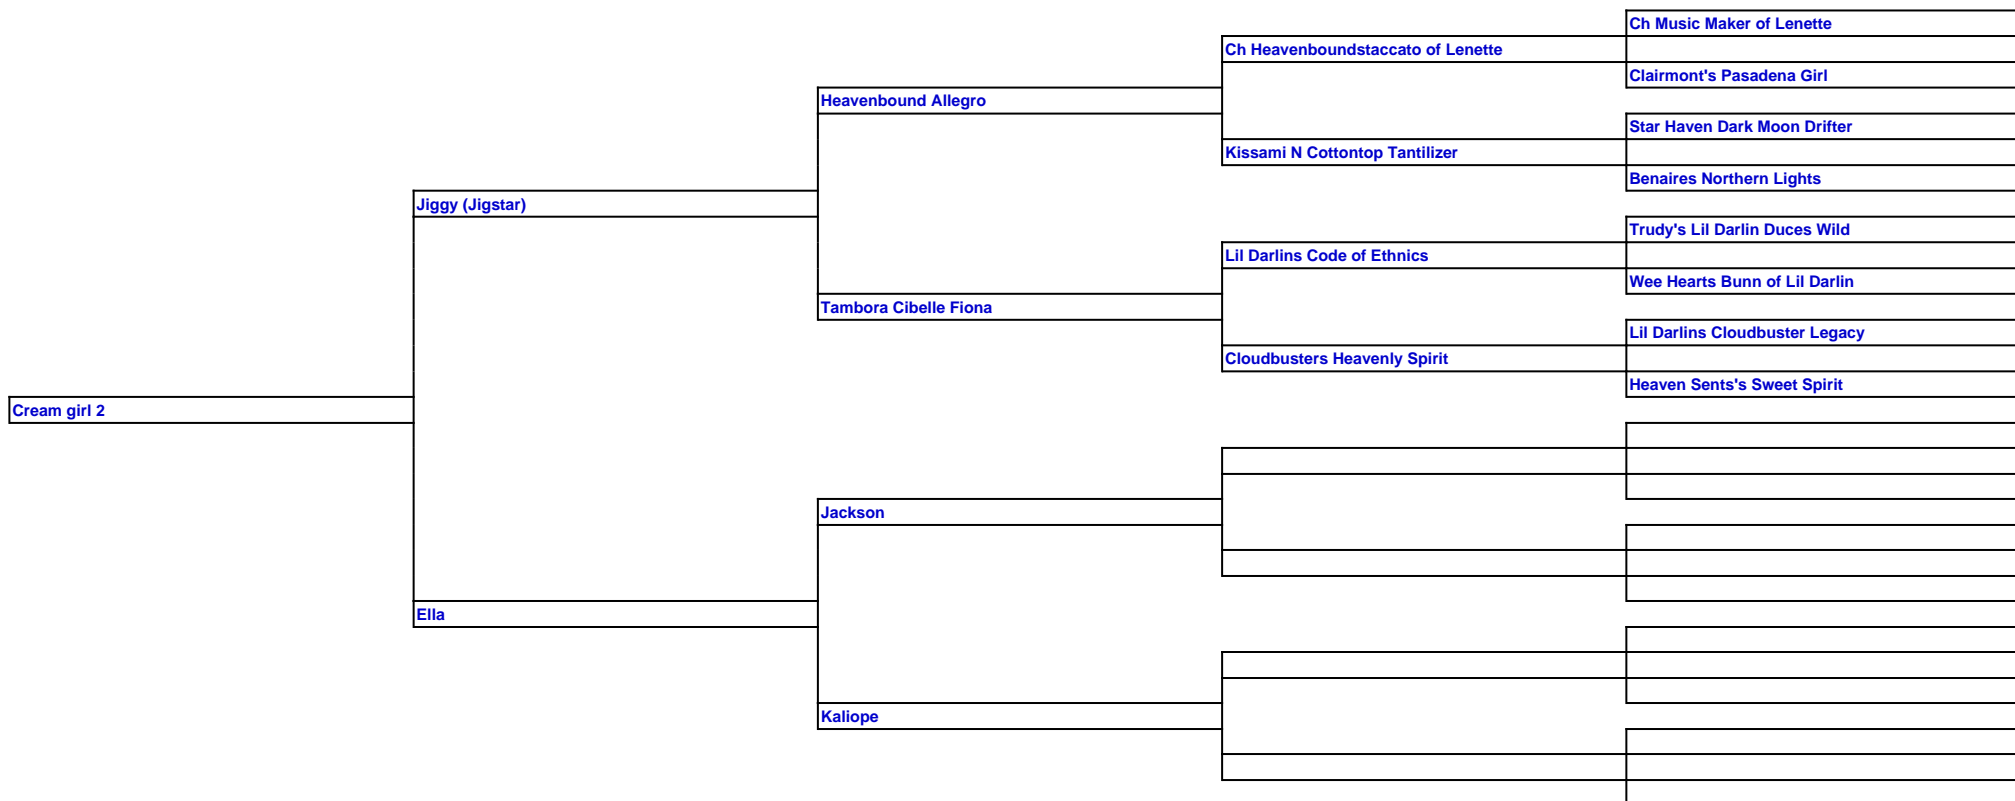 Ch Music Maker of Lenette
Ch Heavenboundstaccato of Lenette
Clairmont's Pasadena Girl
Heavenbound Allegro
Star Haven Dark Moon Drifter
Kissami N Cottontop Tantilizer
Benaires Northern Lights
Jiggy (Jigstar)
Trudy's Lil Darlin Duces Wild
Lil Darlins Code of Ethnics
Wee Hearts Bunn of Lil Darlin
Tambora Cibelle Fiona
Lil Darlins Cloudbuster Legacy
Cloudbusters Heavenly Spirit
Heaven Sents's Sweet Spirit
Cream girl 2
Jackson
Ella
Kaliope